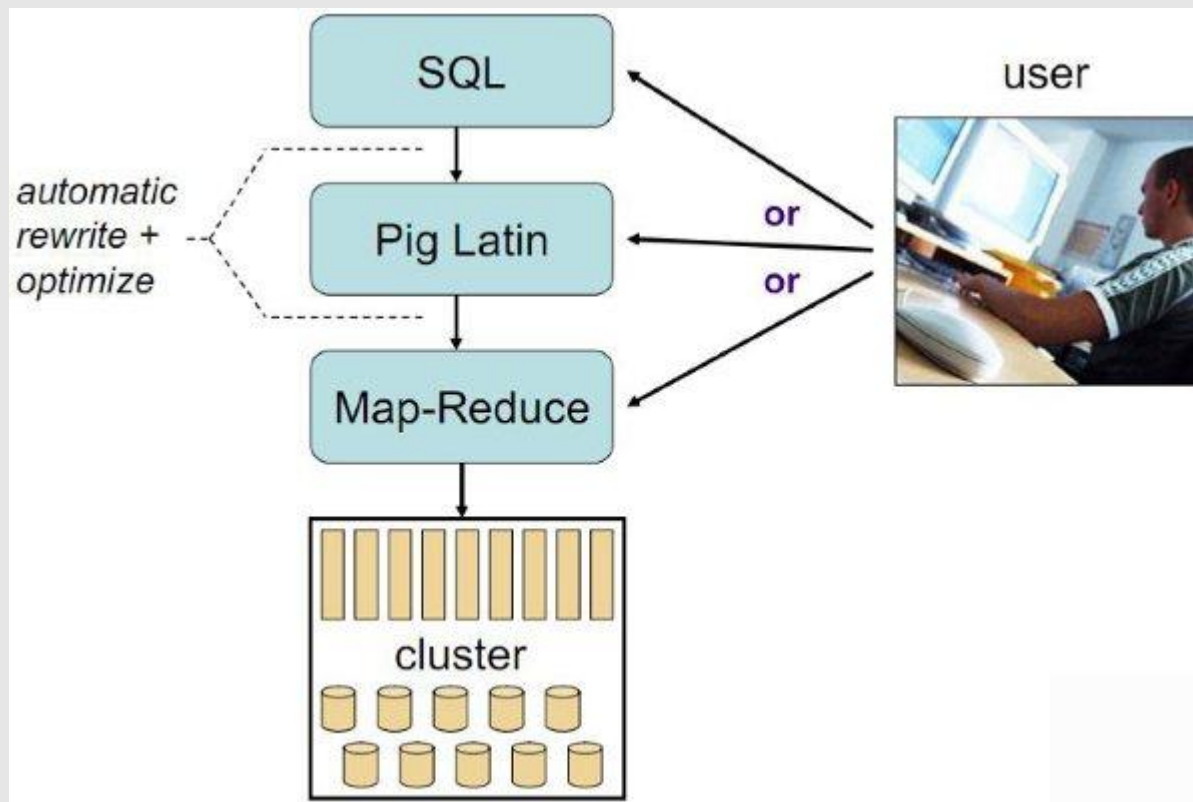 SQL
user
automatic
rewrite +
optimize
Pig Latin
or
or
Map-Reduce
cluster